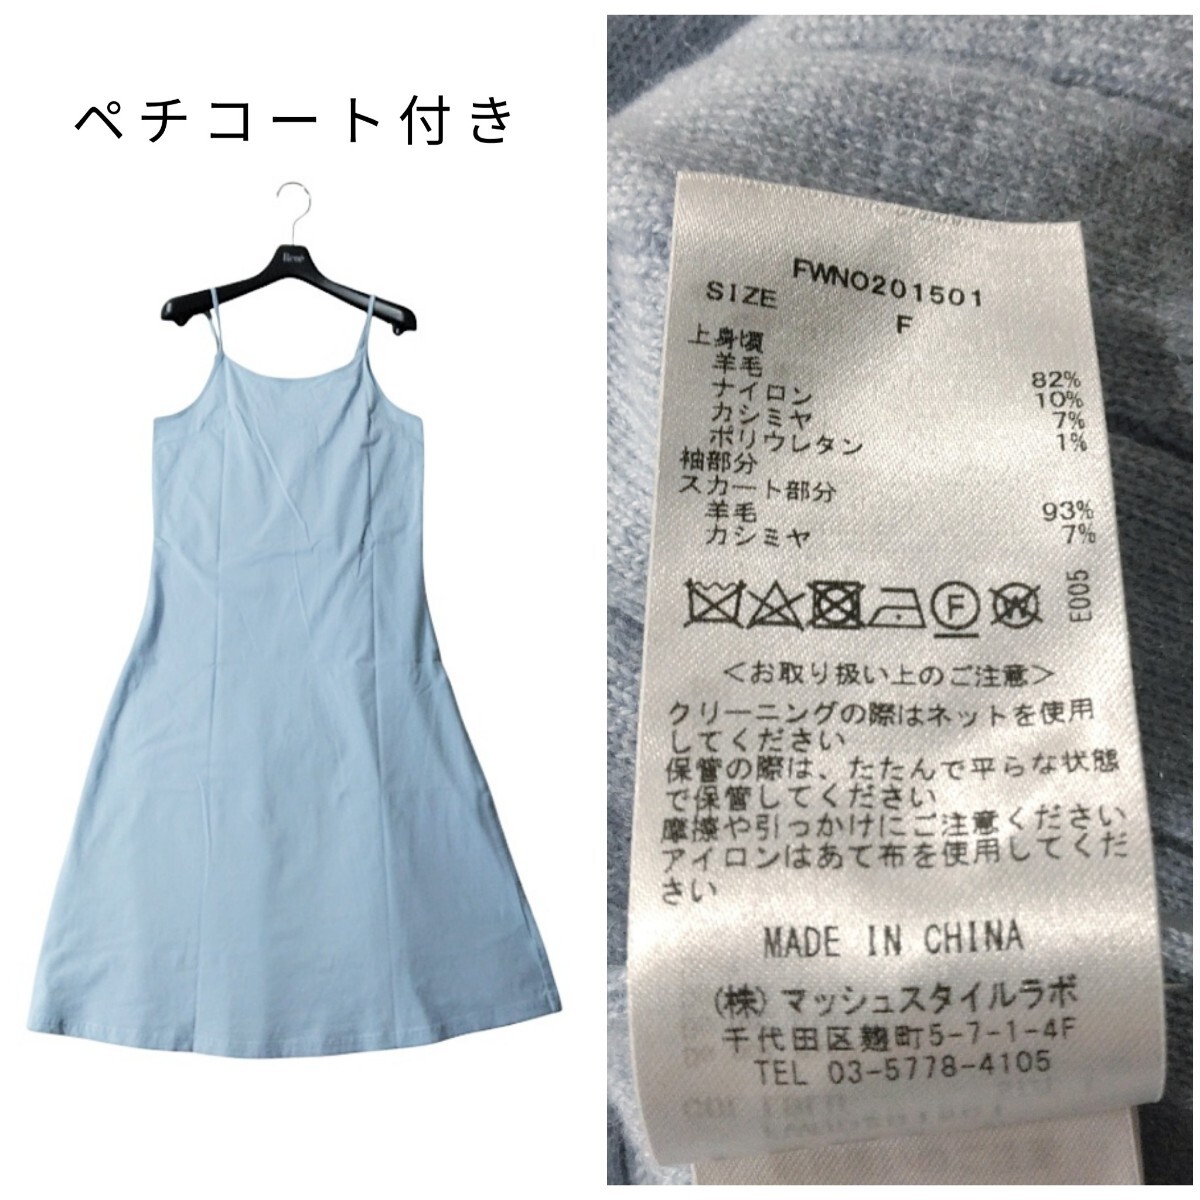 ペチコート付き
René
FWNO201501
SIZE
F
上身頃
羊毛 82%
ナイロン 10%
カシミヤ 7%
ポリウレタン 1%
袖部分
スカート部分
羊毛 93%
カシミヤ 7%
F
W
E005
<お取り扱い上のご注意>
クリーニングの際はネットを使用
してください
保管の際は、たたんで平らな状態
で保管してください
摩擦や引っかけにご注意ください
アイロンはあて布を使用してくだ
さい
MADE IN CHINA
(株)マッシュスタイルラボ
千代田区麹町5-7-1-4F
TEL 03-5778-4105